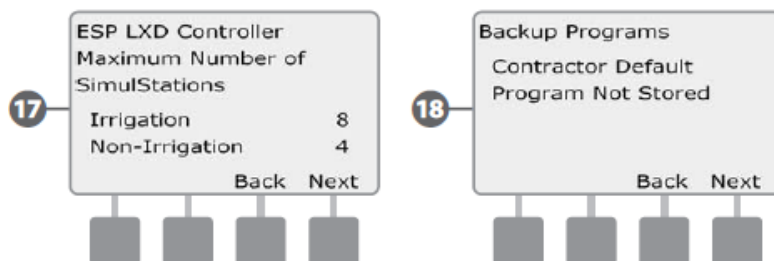 17
ESP LXD Controller
Maximum Number of
SimulStations
Irrigation 8
Non-Irrigation 4
Back Next
18
Backup Programs
Contractor Default
Program Not Stored
Back Next